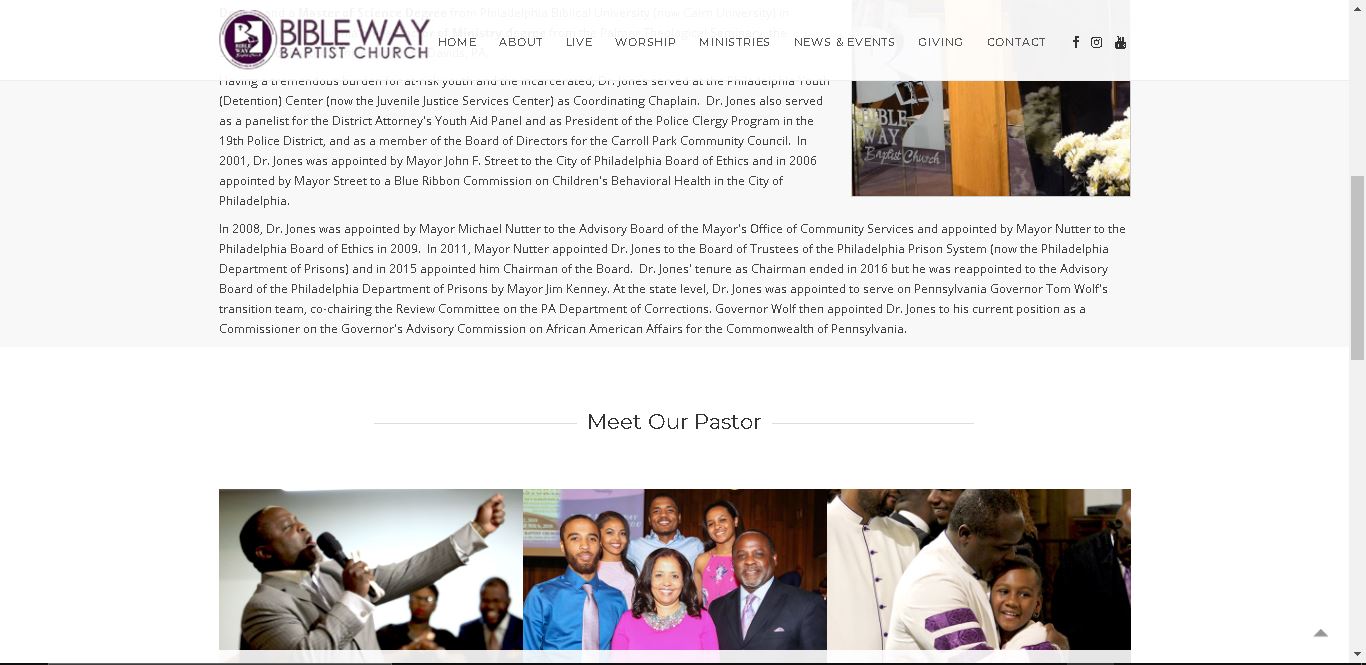 BIBLE WAY
BAPTIST CHURCH
HOME ABOUT LIVE WORSHIP MINISTRIES NEWS & EVENTS GIVING CONTACT
of Science Degree from Philadelphia Biblical University (now Cairn University) in
Having a tremendous burden for at-risk youth and the incarcerated, Dr. Jones served at the Philadelphia Youth
(Detention) Center (now the Juvenile Justice Services Center) as Coordinating Chaplain. Dr. Jones also served
as a panelist for the District Attorney's Youth Aid Panel and as President of the Police Clergy Program in the
19th Police District, and as a member of the Board of Directors for the Carroll Park Community Council. In
2001, Dr. Jones was appointed by Mayor John F. Street to the City of Philadelphia Board of Ethics and in 2006
appointed by Mayor Street to a Blue Ribbon Commission on Children's Behavioral Health in the City of
Philadelphia.
BIBLE
WAY
Baptist Church
In 2008, Dr. Jones was appointed by Mayor Michael Nutter to the Advisory Board of the Mayor's Office of Community Services and appointed by Mayor Nutter to the
Philadelphia Board of Ethics in 2009. In 2011, Mayor Nutter appointed Dr. Jones to the Board of Trustees of the Philadelphia Prison System (now the Philadelphia
Department of Prisons) and in 2015 appointed him Chairman of the Board. Dr. Jones' tenure as Chairman ended in 2016 but he was reappointed to the Advisory
Board of the Philadelphia Department of Prisons by Mayor Jim Kenney. At the state level, Dr. Jones was appointed to serve on Pennsylvania Governor Tom Wolf's
transition team, co-chairing the Review Committee on the PA Department of Corrections. Governor Wolf then appointed Dr. Jones to his current position as a
Commissioner on the Governor's Advisory Commission on African American Affairs for the Commonwealth of Pennsylvania.
Meet Our Pastor